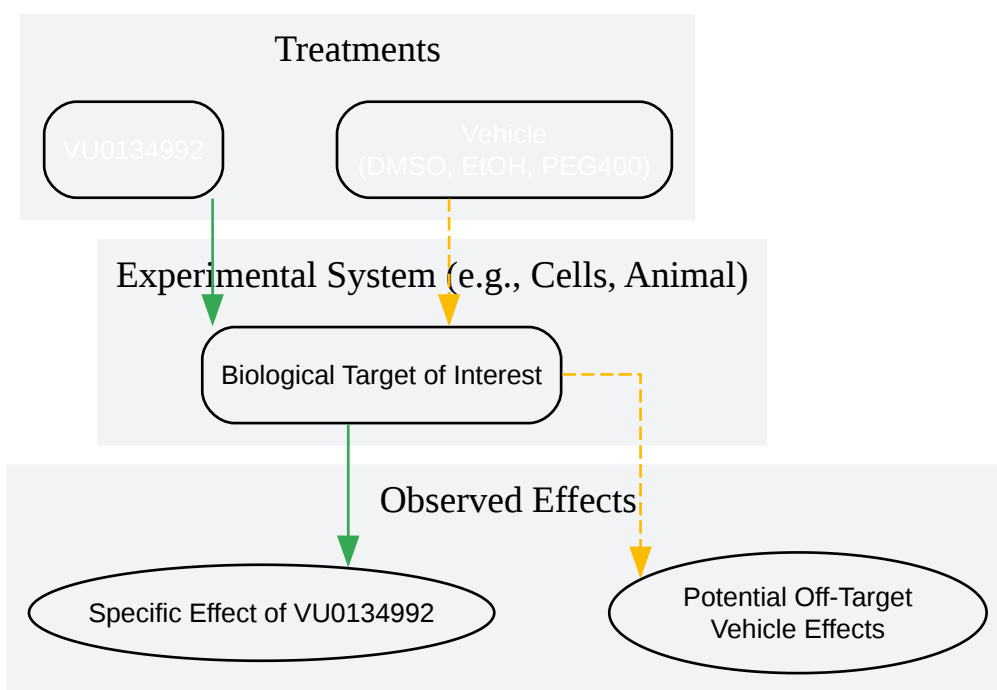 Treatments
VU0134992
Vehicle
(DMSO, EtOH, PEG400)
Experimental System (e.g., Cells, Animal)
Biological Target of Interest
Observed Effects
Specific Effect of VU0134992
Potential Off-Target
Vehicle Effects